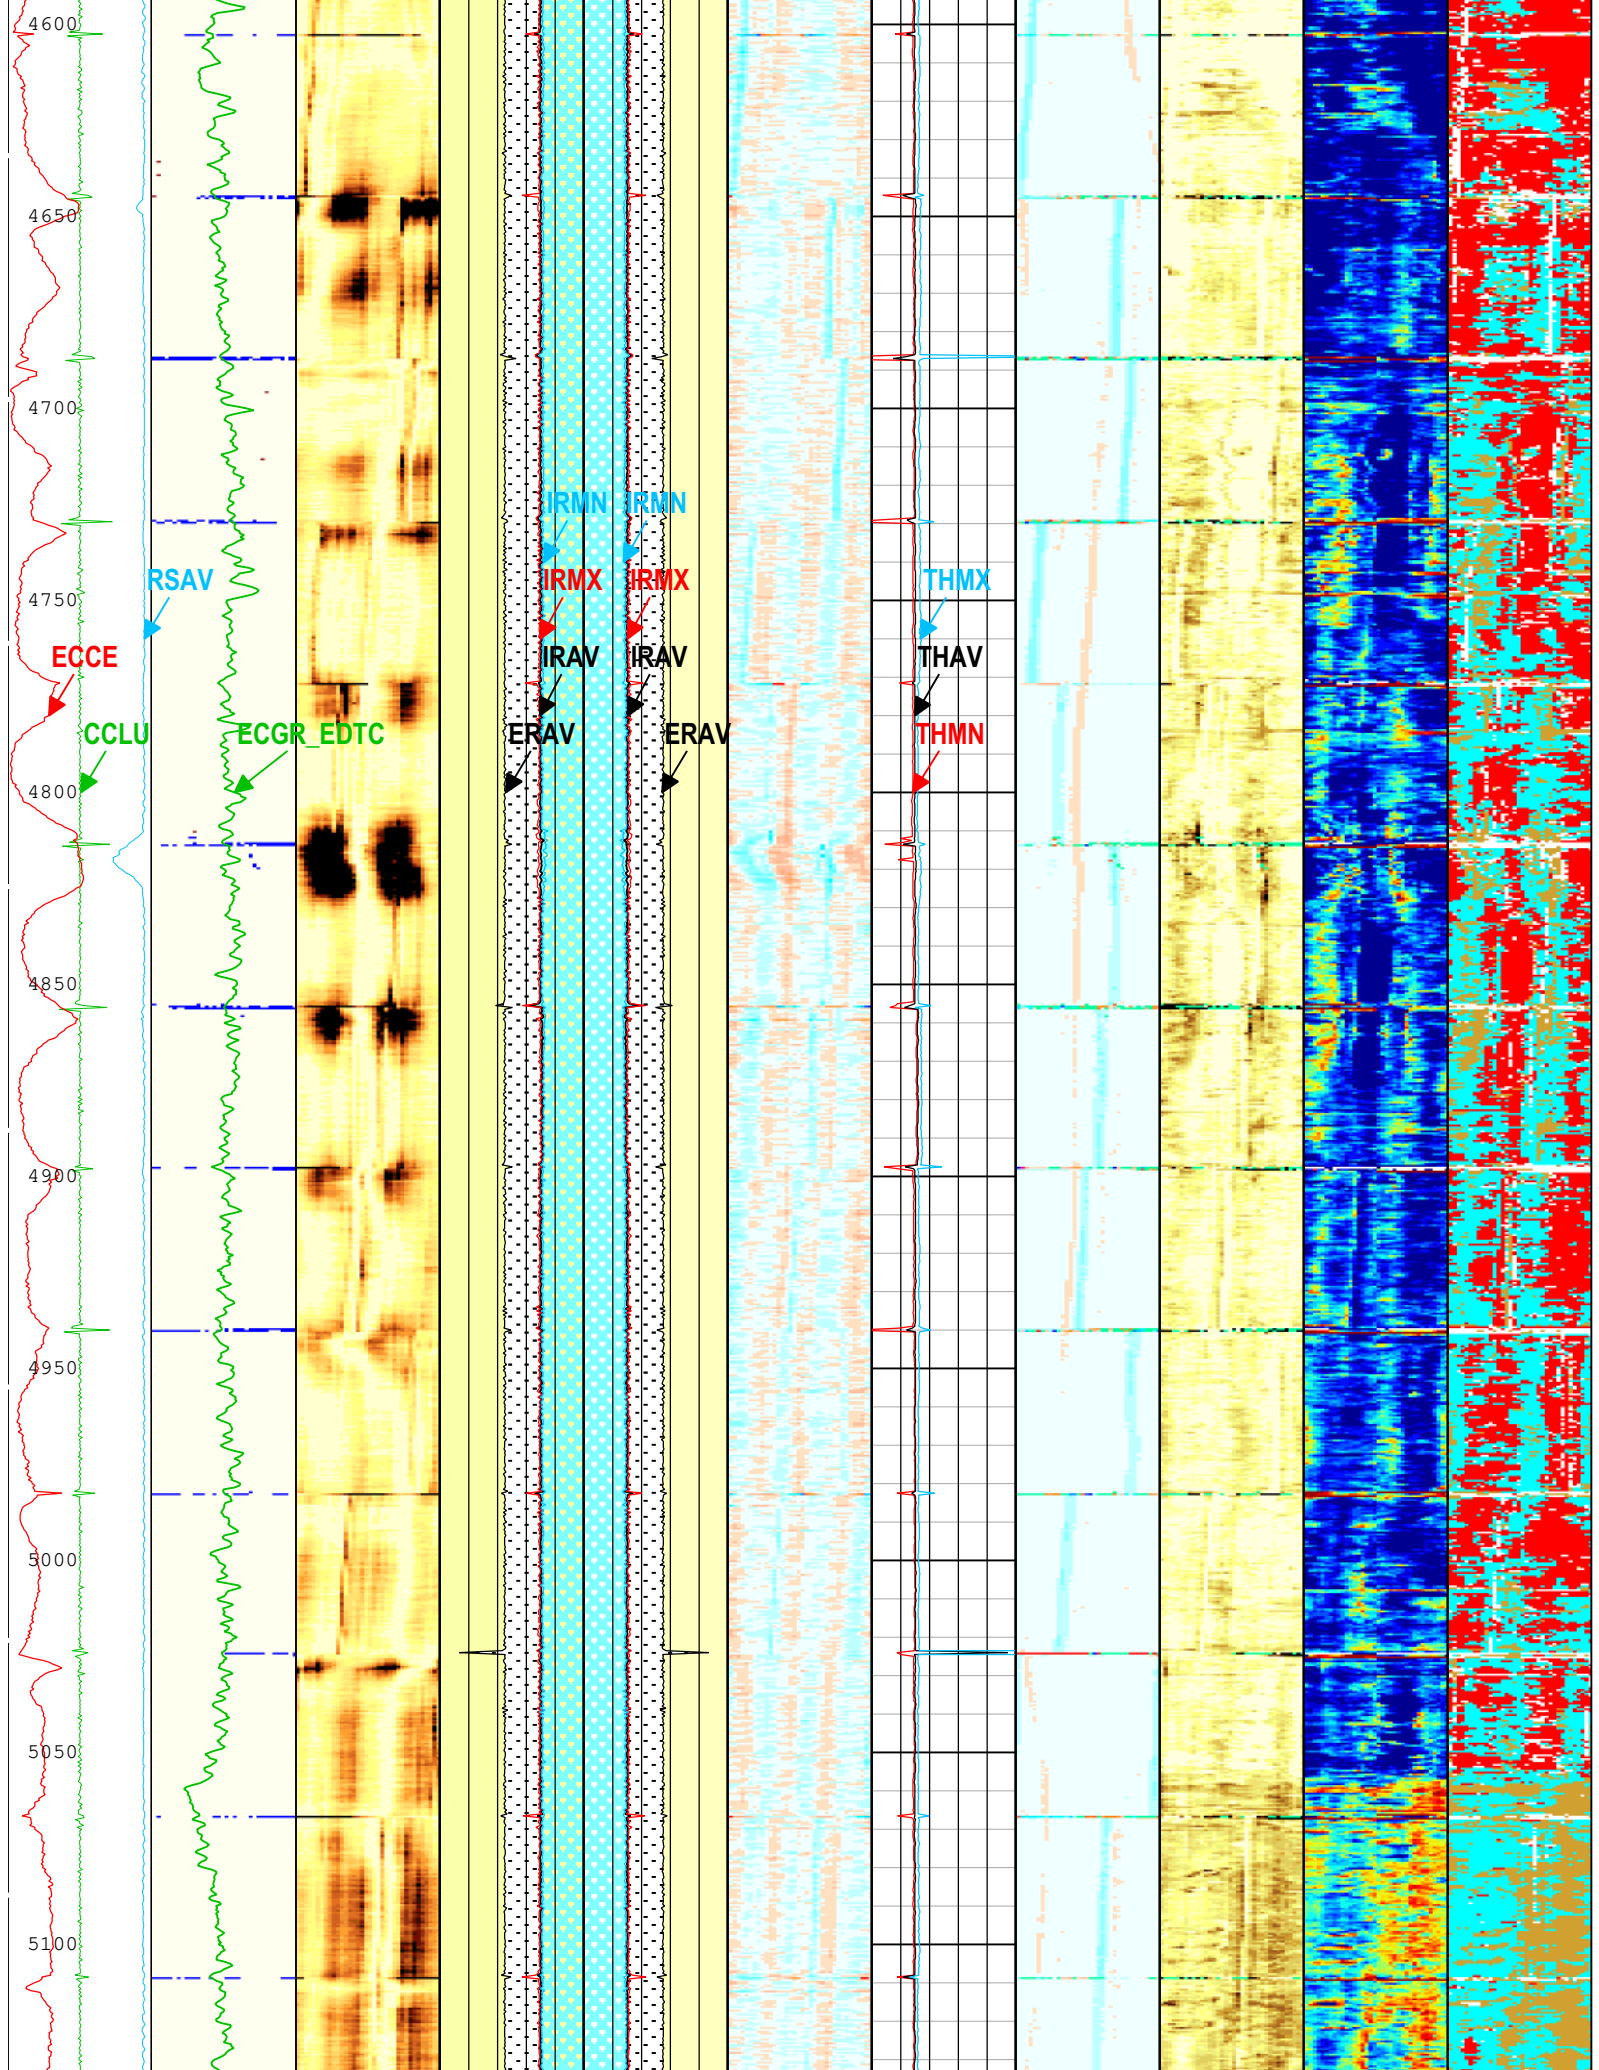 4600
4650
4700
IRMN IRMN
RSAV IRMX IRMX THMX
4750
ECCE IRAV IRAV THAV
CCLU ECGR_EDTC ERAV ERAV THMN
4800
4850
4900
4950
5000
5050
5100